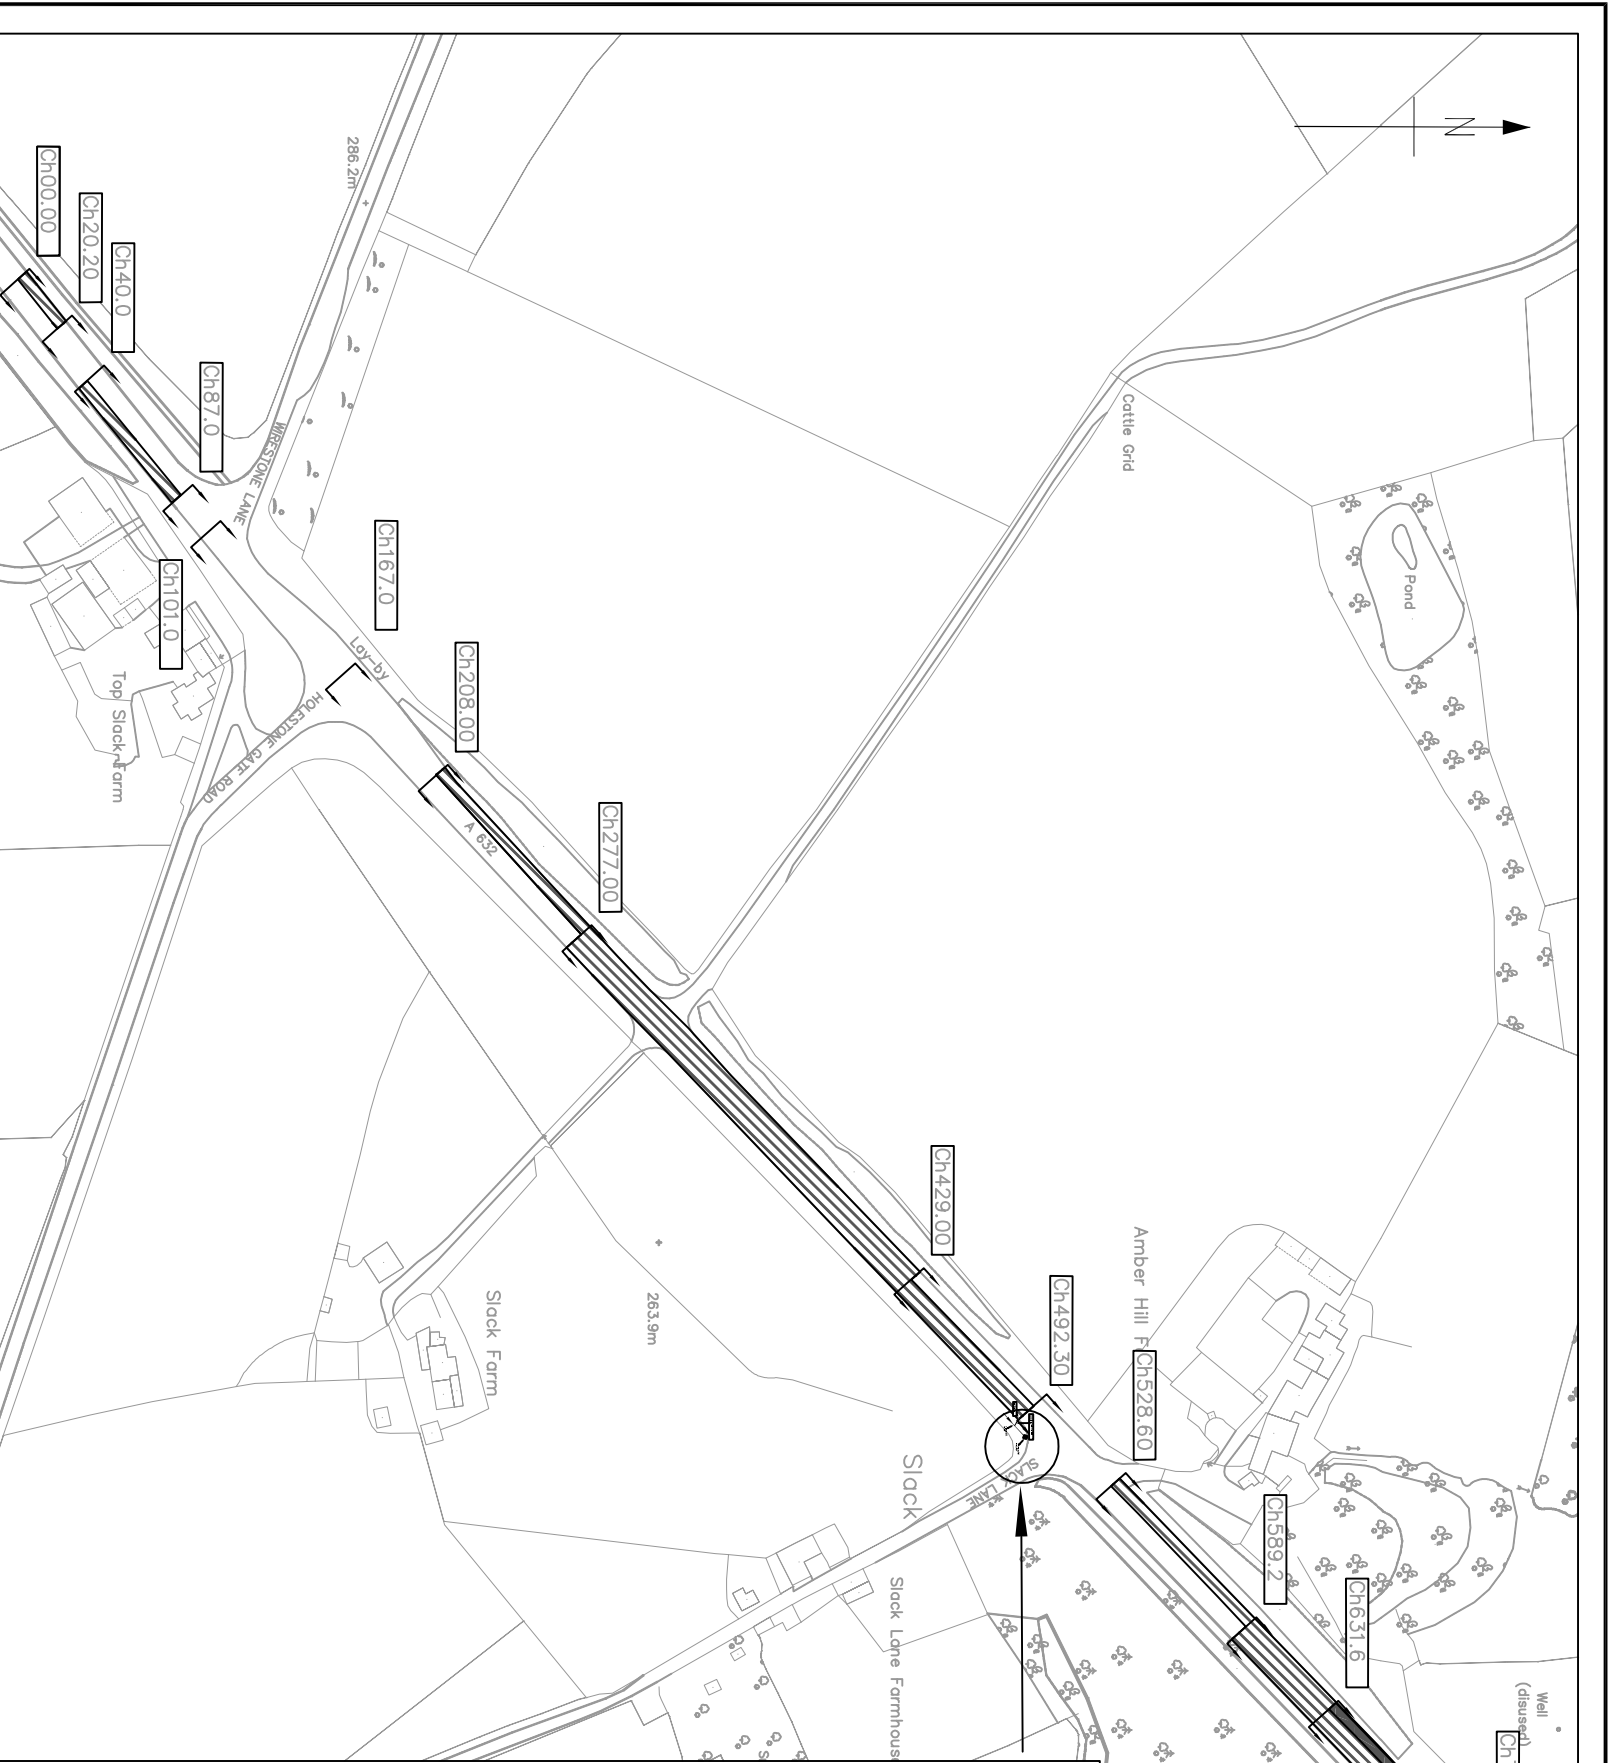 N
286.2m
Ch00.00
Ch20.20
Ch40.0
Ch87.0
WIRESTONE LANE
Cattle Grid
Pond
Ch101.0
Ch167.0
Lay-by
Ch208.00
HOLESTONE GATE ROAD
Top Slack Farm
A 632
Ch277.00
Ch429.00
Amber Hill F
Ch492.30
Ch528.60
263.9m
Slack Farm
SLACK LANE
Slack
Ch589.2
Ch631.6
Slack Lane Farmhouse
Well
(disused)
Ch